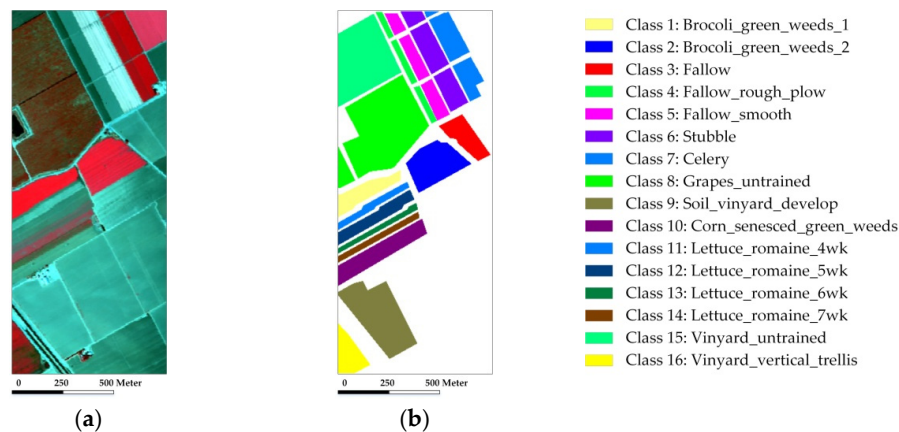 Class 1: Brocoli_green_weeds_1
Class 2: Brocoli_green_weeds_2
Class 3: Fallow
Class 4: Fallow_rough_plow
Class 5: Fallow_smooth
Class 6: Stubble
Class 7: Celery
Class 8: Grapes_untrained
Class 9: Soil_vinyard_develop
Class 10: Corn_senesced_green_weeds
Class 11: Lettuce_romaine_4wk
Class 12: Lettuce_romaine_5wk
Class 13: Lettuce_romaine_6wk
Class 14: Lettuce_romaine_7wk
Class 15: Vinyard_untrained
Class 16: Vinyard_vertical_trellis
0 250 500 Meter
0 250 500 Meter
(a)
(b)